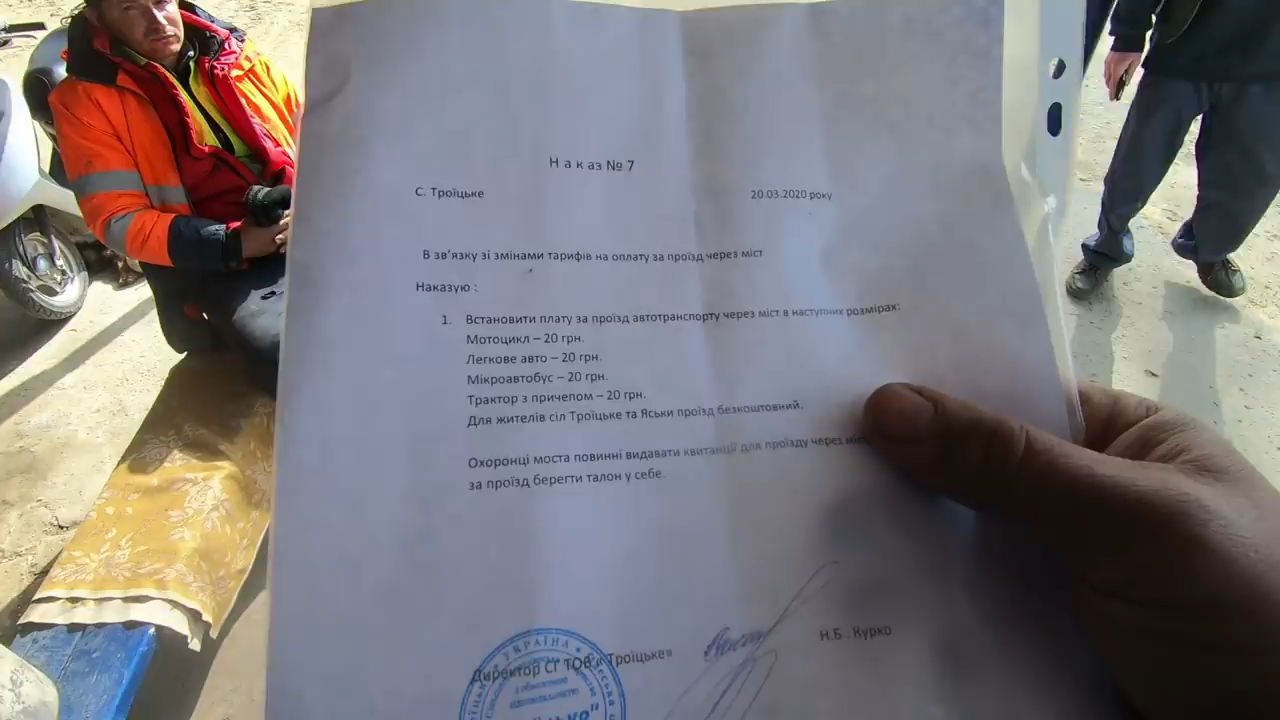 Н а к аз № 7
С. Троїцьке 20.03.2020 року
В зв'язку зі змінами тарифів на оплату за проїзд через міст
Наказую :
1. Встановити плату за проїзд автотранспорту через міст в наступних розмірах:
Мотоцикл – 20 грн.
Легкове авто – 20 грн.
Мікроавтобус – 20 грн.
Трактор з причепом – 20 грн.
Для жителів сіл Троїцьке та Яськи проїзд безкоштовний.
Охоронці моста повинні видавати квитанції для проїзду через
за проїзд берегти талон у себе.
Директор СГ ТОВ « Троїцьке» Н.Б . Курко
УКРАЇНА
з обмеженою
відповідальністю